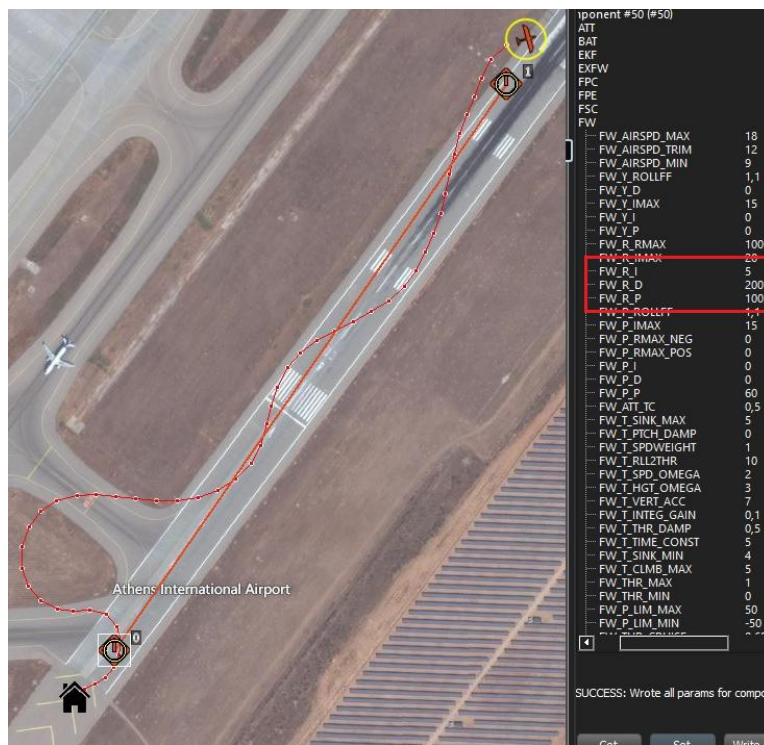 ponent #50 (#50)
ATT
BAT
EKF
EXFW
FPC
FPE
FSC
FW
FW_AIRSPD_MAX 18
FW_AIRSPD_TRIM 12
FW_AIRSPD_MIN 9
FW_Y_ROLLFF 1,1
FW_Y_D 0
FW_Y_IMAX 15
FW_Y_I 0
FW_Y_P 0
FW_R_RMAX 100
FW_R_IMAX 20
FW_R_I 5
FW_R_D 200
FW_R_P 100
FW_P_ROLLFF 1,1
FW_P_IMAX 15
FW_P_RMAX_NEG 0
FW_P_RMAX_POS 0
FW_P_I 0
FW_P_D 0
FW_P_P 60
FW_ATT_TC 0,5
FW_T_SINK_MAX 5
FW_T_PTCH_DAMP 0
FW_T_SPDWEIGHT 1
FW_T_RLL2THR 10
FW_T_SPD_OMEGA 2
FW_T_HGT_OMEGA 3
FW_T_VERT_ACC 7
FW_T_INTEG_GAIN 0,1
FW_T_THR_DAMP 0,5
FW_T_TIME_CONST 5
FW_T_SINK_MIN 4
FW_T_CLMB_MAX 5
FW_THR_MAX 1
FW_THR_MIN 0
FW_P_LIM_MAX 50
FW_P_LIM_MIN -50
SUCCESS: Wrote all params for compo
Get Set Write
1
Athens International Airport
0